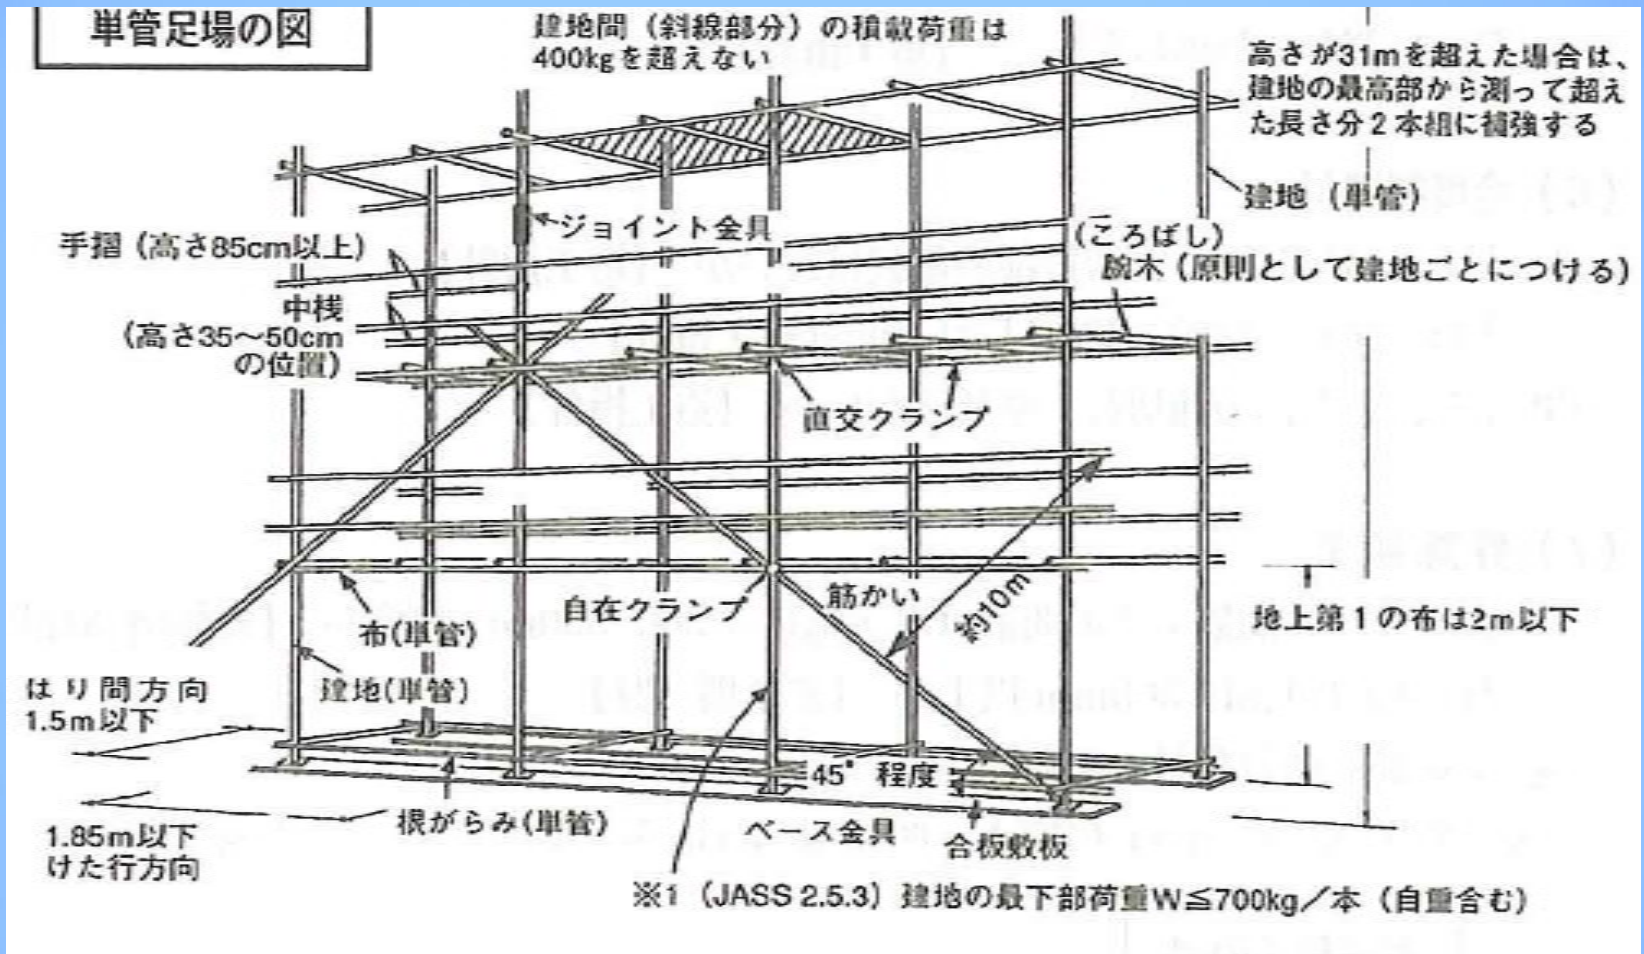 単管足場の図
建地間（斜線部分）の積載荷重は
400kgを超えない
高さが31mを超えた場合は、
建地の最高部から測って超え
た長さ分2本組に補強する
建地（単管）
ジョイント金具
（ころばし）
腕木（原則として建地ごとにつける）
手摺（高さ85cm以上）
中桟
（高さ35〜50cm
の位置）
直交クランプ
自在クランプ
筋かい
約10m
地上第1の布は2m以下
布(単管)
建地(単管)
はり間方向
1.5m以下
45°程度
根がらみ(単管)
ベース金具
合板敷板
1.85m以下
けた行方向
※1（JASS 2.5.3）建地の最下部荷重W≦700kg／本（自重含む）